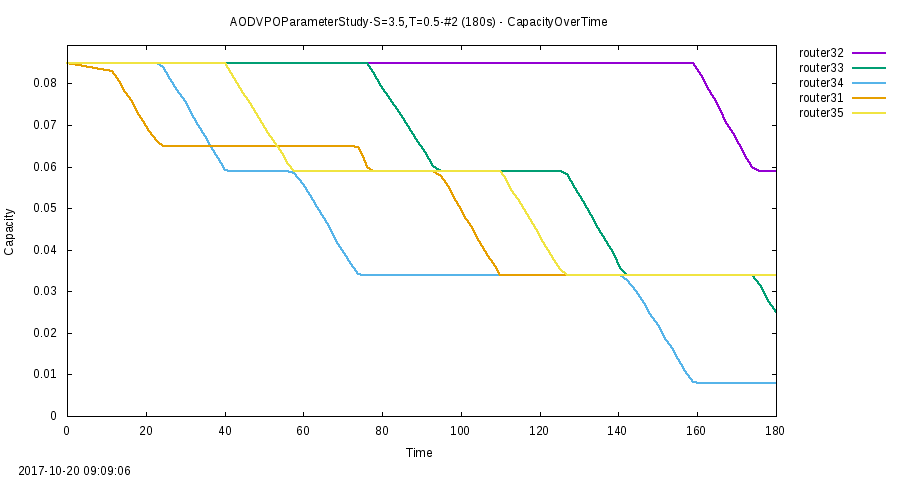 AODVPOParameterStudy-S=3.5,T=0.5-#2 (180s) - CapacityOverTime
router32
router33
router34
router31
router35
0.08
0.07
0.06
0.05
0.04
0.03
0.02
0.01
0
Capacity
0 20 40 60 80 100 120 140 160 180
Time
2017-10-20 09:09:06